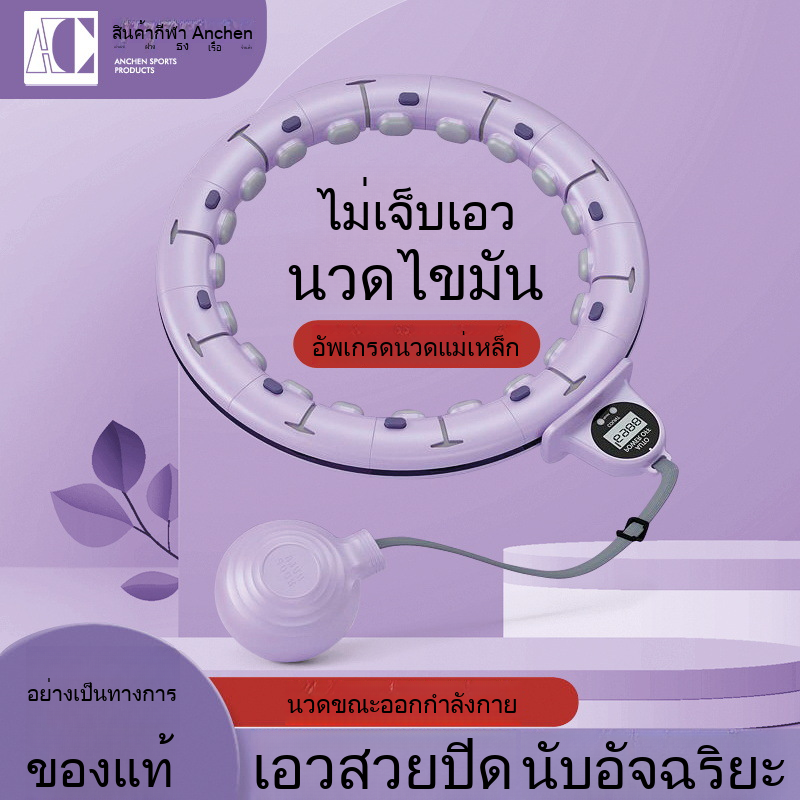 AC
สินค้ากีฬา Anchen
ANCHEN SPORTS
PRODUCTS
ไม่เจ็บเอว
นวดไขมัน
อัพเกรดนวดแม่เหล็ก
อย่างเป็นทางการ
นวดขณะออกกำลังกาย
ของแท้
เอวสวยปิด นับอัจฉริยะ